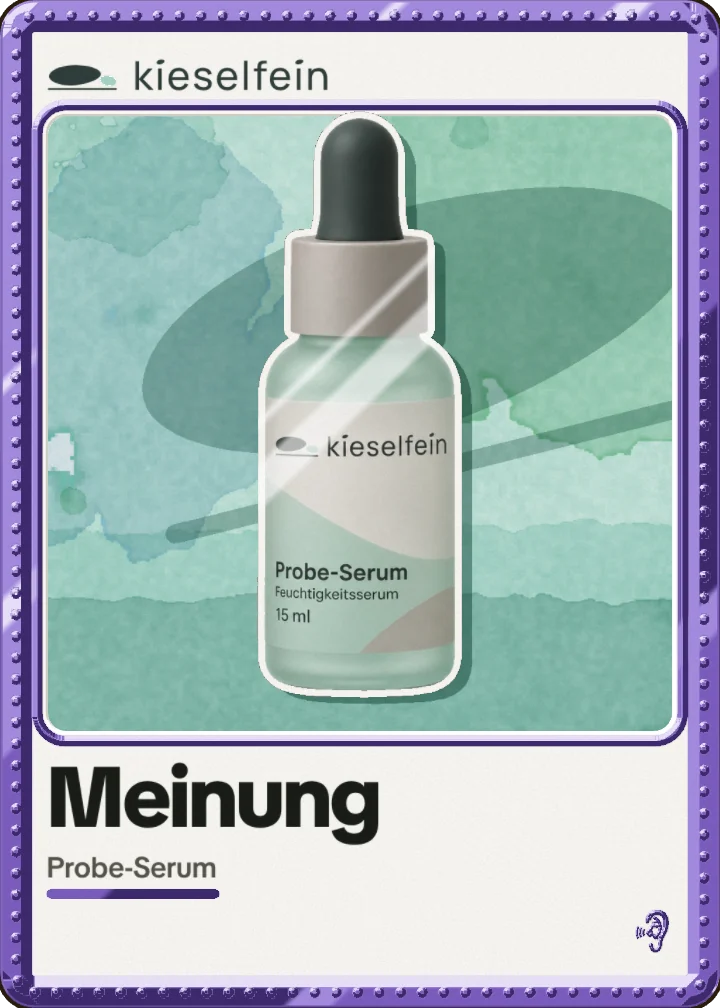 kieselfein
kieselfein
Probe-Serum
Feuchtigkeitsserum
15 ml
Meinung
Probe-Serum